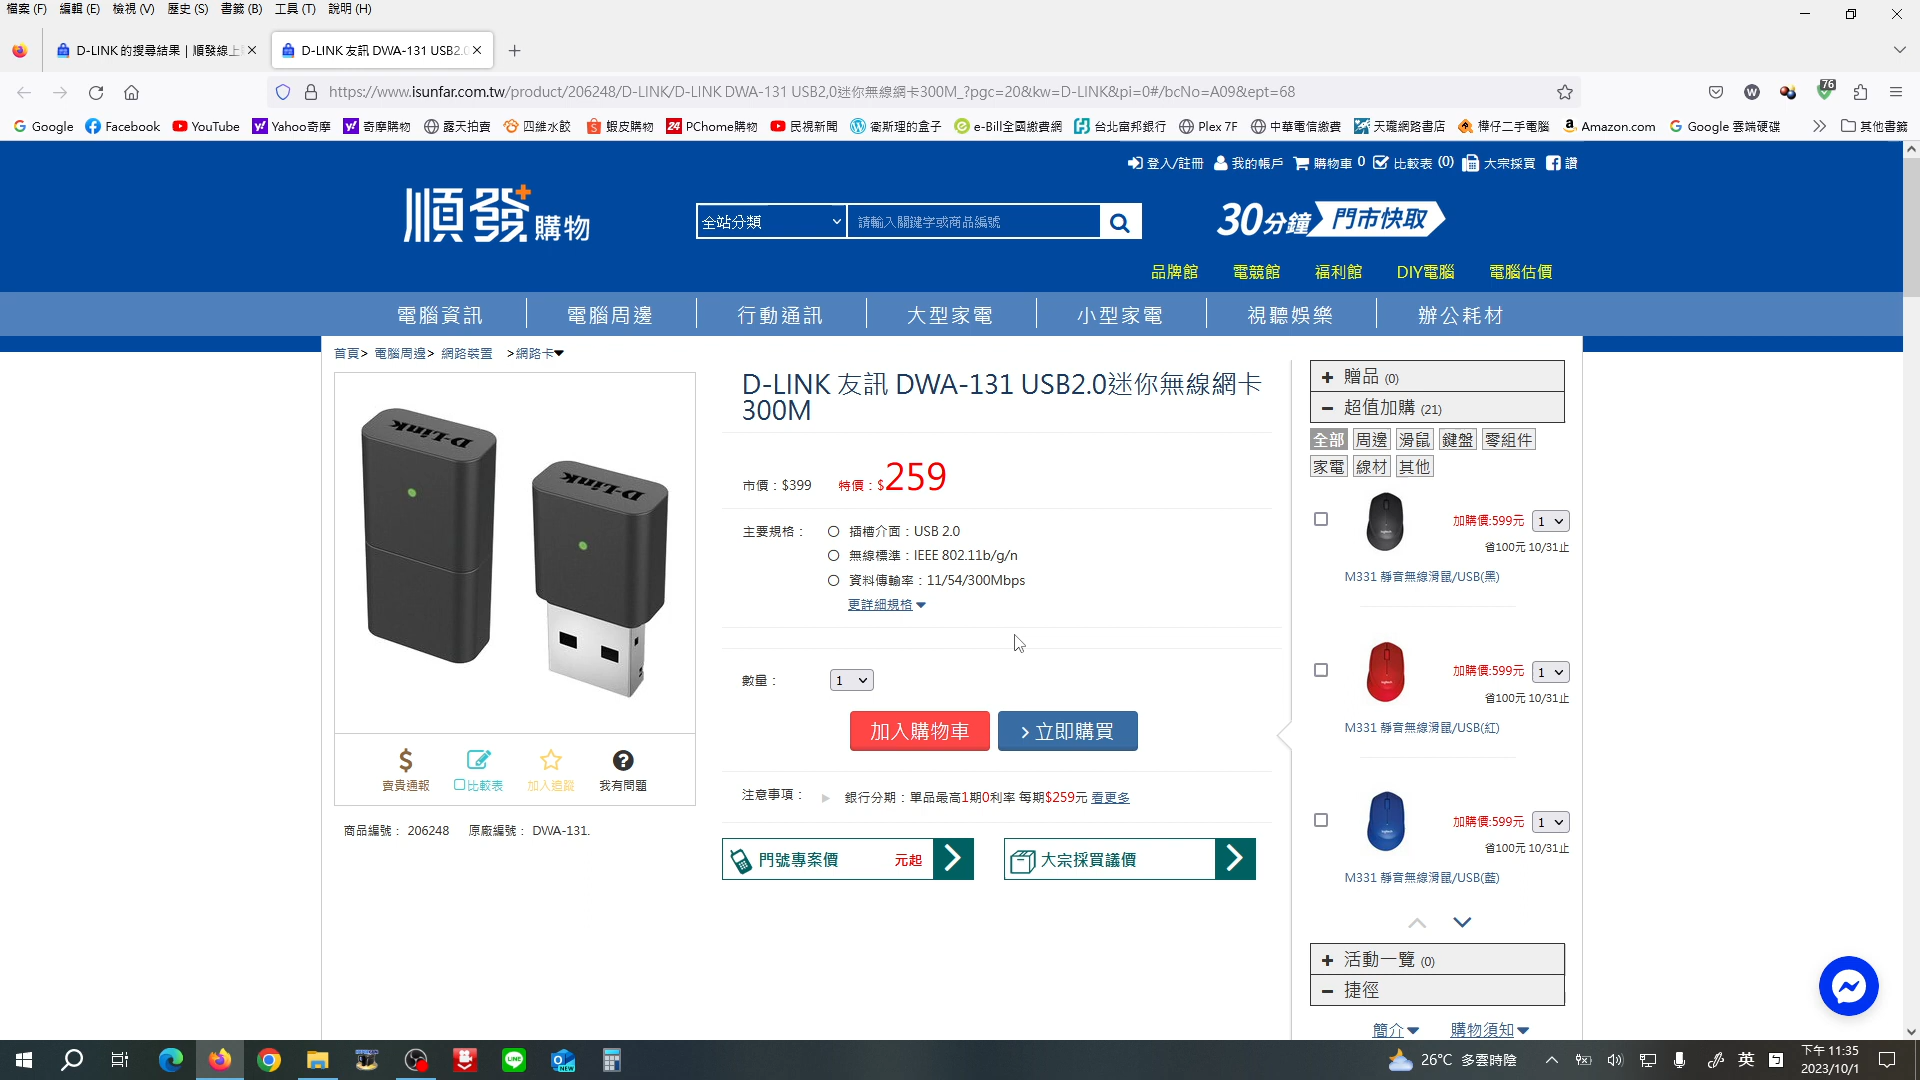 檔案 (F) 編輯 (E) 檢視 (V) 歷史 (S) 書籤 (B) 工具 (T) 說明 (H)
D-LINK 的搜尋結果 | 順發線上
D-LINK 友訊 DWA-131 USB2.0
https://www.isunfar.com.tw/product/206248/D-LINK/D-LINK DWA-131 USB2,0迷你無線網卡300M_?pgc=20&kw=D-LINK&pi=0#/bcNo=A09&ept=68
76
Google Facebook YouTube Yahoo奇摩 奇摩購物 露天拍賣 四維水餃 蝦皮購物 PChome購物 民視新聞 衛斯理的盒子 e-Bill全國繳費網 台北富邦銀行 Plex 7F 中華電信繳費 天瓏網路書店 樺仔二手電腦 Amazon.com Google 雲端硬碟 其他書籤
登入/註冊 我的帳戶 購物車 0 比較表 (0) 大宗採買 讚
順發購物
全站分類 請輸入關鍵字或商品編號
30分鐘 門市快取
品牌館 電競館 福利館 DIY電腦 電腦估價
電腦資訊 電腦周邊 行動通訊 大型家電 小型家電 視聽娛樂 辦公耗材
首頁> 電腦周邊> 網路裝置 >網路卡
D-Link
D-Link
D-LINK 友訊 DWA-131 USB2.0迷你無線網卡
300M
市價：$399 特價：$259
主要規格： 插槽介面：USB 2.0
無線標準：IEEE 802.11b/g/n
資料傳輸率：11/54/300Mbps
更詳細規格
數量： 1
加入購物車 立即購買
賣貴通報 比較表 加入追蹤 我有問題
注意事項： 銀行分期：單品最高1期0利率 每期$259元 看更多
商品編號： 206248 原廠編號： DWA-131.
門號專案價 元起
大宗採買議價
贈品 (0)
超值加購 (21)
全部 周邊 滑鼠 鍵盤 零組件
家電 線材 其他
加購價:599元 1
省100元 10/31止
M331 靜音無線滑鼠/USB(黑)
加購價:599元 1
省100元 10/31止
M331 靜音無線滑鼠/USB(紅)
加購價:599元 1
省100元 10/31止
M331 靜音無線滑鼠/USB(藍)
活動一覽 (0)
捷徑
簡介 購物須知
26°C 多雲時陰
英
下午 11:35
2023/10/1